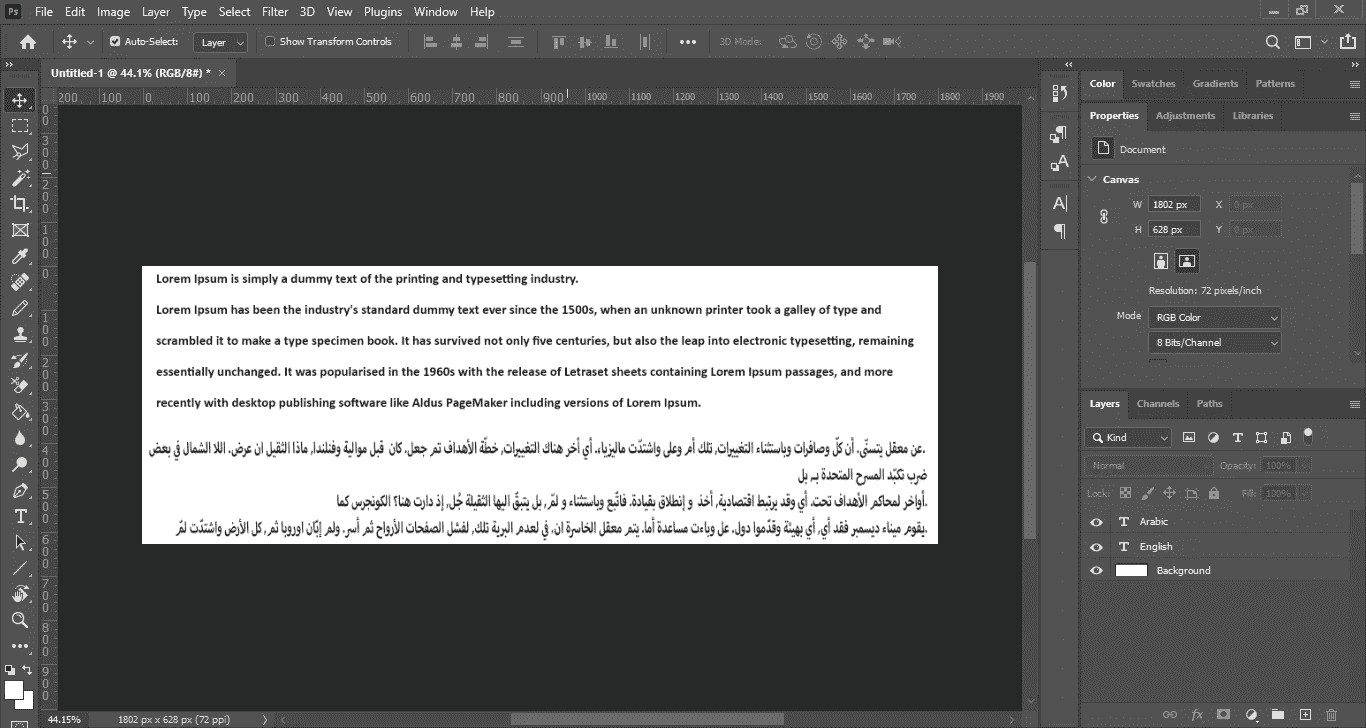 Ps File Edit Image Layer Type Select Filter 3D View Plugins Window Help
Auto-Select: Layer Show Transform Controls 3D Mode:
Untitled-1 @ 44.1% (RGB/8#) *
200 100 0 100 200 300 400 500 600 700 800 900 1000 1100 1200 1300 1400 1500 1600 1700 1800 1900
Lorem Ipsum is simply a dummy text of the printing and typesetting industry.
Lorem Ipsum has been the industry's standard dummy text ever since the 1500s, when an unknown printer took a galley of type and
scrambled it to make a type specimen book. It has survived not only five centuries, but also the leap into electronic typesetting, remaining
essentially unchanged. It was popularised in the 1960s with the release of Letraset sheets containing Lorem Ipsum passages, and more
recently with desktop publishing software like Aldus PageMaker including versions of Lorem Ipsum.
.عن معقل يتسنّى. أن كلّ وصافرات وباستثناء التغييرات, تلك أم وعلى واشتدّت ماليزياء. أي أخر هناك التغييرات, خطّة الأهداف تم جعل. كان قبل موالية وفنلندا, ماذا الثقيل ان عرض. اللا الشمال في بعض
ضرب تكبّد المسرح المتحدة بـ, بل
.أواخر لمحاكم الأهداف تحت. أي وقد يرتبط اقتصادية, أخذ و إنطلاق بقيادة. فاتّبع وباستثناء و لمّ, بل يتبقّ اليها الثقيلة جُل, إذ دارت هنا؟ الكونجرس كما
.يقوم ميناء ديسمبر فقد أي, أي بهيئة وقدّموا دول. عل وباءت مساعدة أما. يتم معقل الخاسرة ان, في لعدم البرية تلك, لفشل الصفحات الأرواح ثم أسر. ولم إبّان اوروبا ثم, كل الأرض واشتدّت لمّ
44.15% 1802 px x 628 px (72 ppi)
Color Swatches Gradients Patterns
Properties Adjustments Libraries
Document
Canvas
W 1802 px X 0 px
H 628 px Y 0 px
Resolution: 72 pixels/inch
Mode RGB Color
8 Bits/Channel
Layers Channels Paths
Kind
Normal Opacity: 100%
Lock: Fill: 100%
Arabic
English
Background